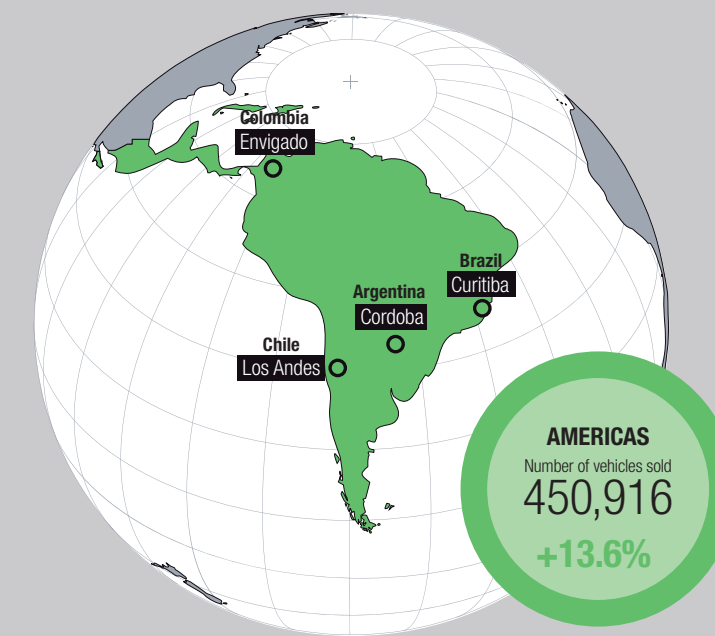 Colombia
Envigado
Brazil
Curitiba
Argentina
Cordoba
Chile
Los Andes
AMERICAS
Number of vehicles sold
450,916
+13.6%